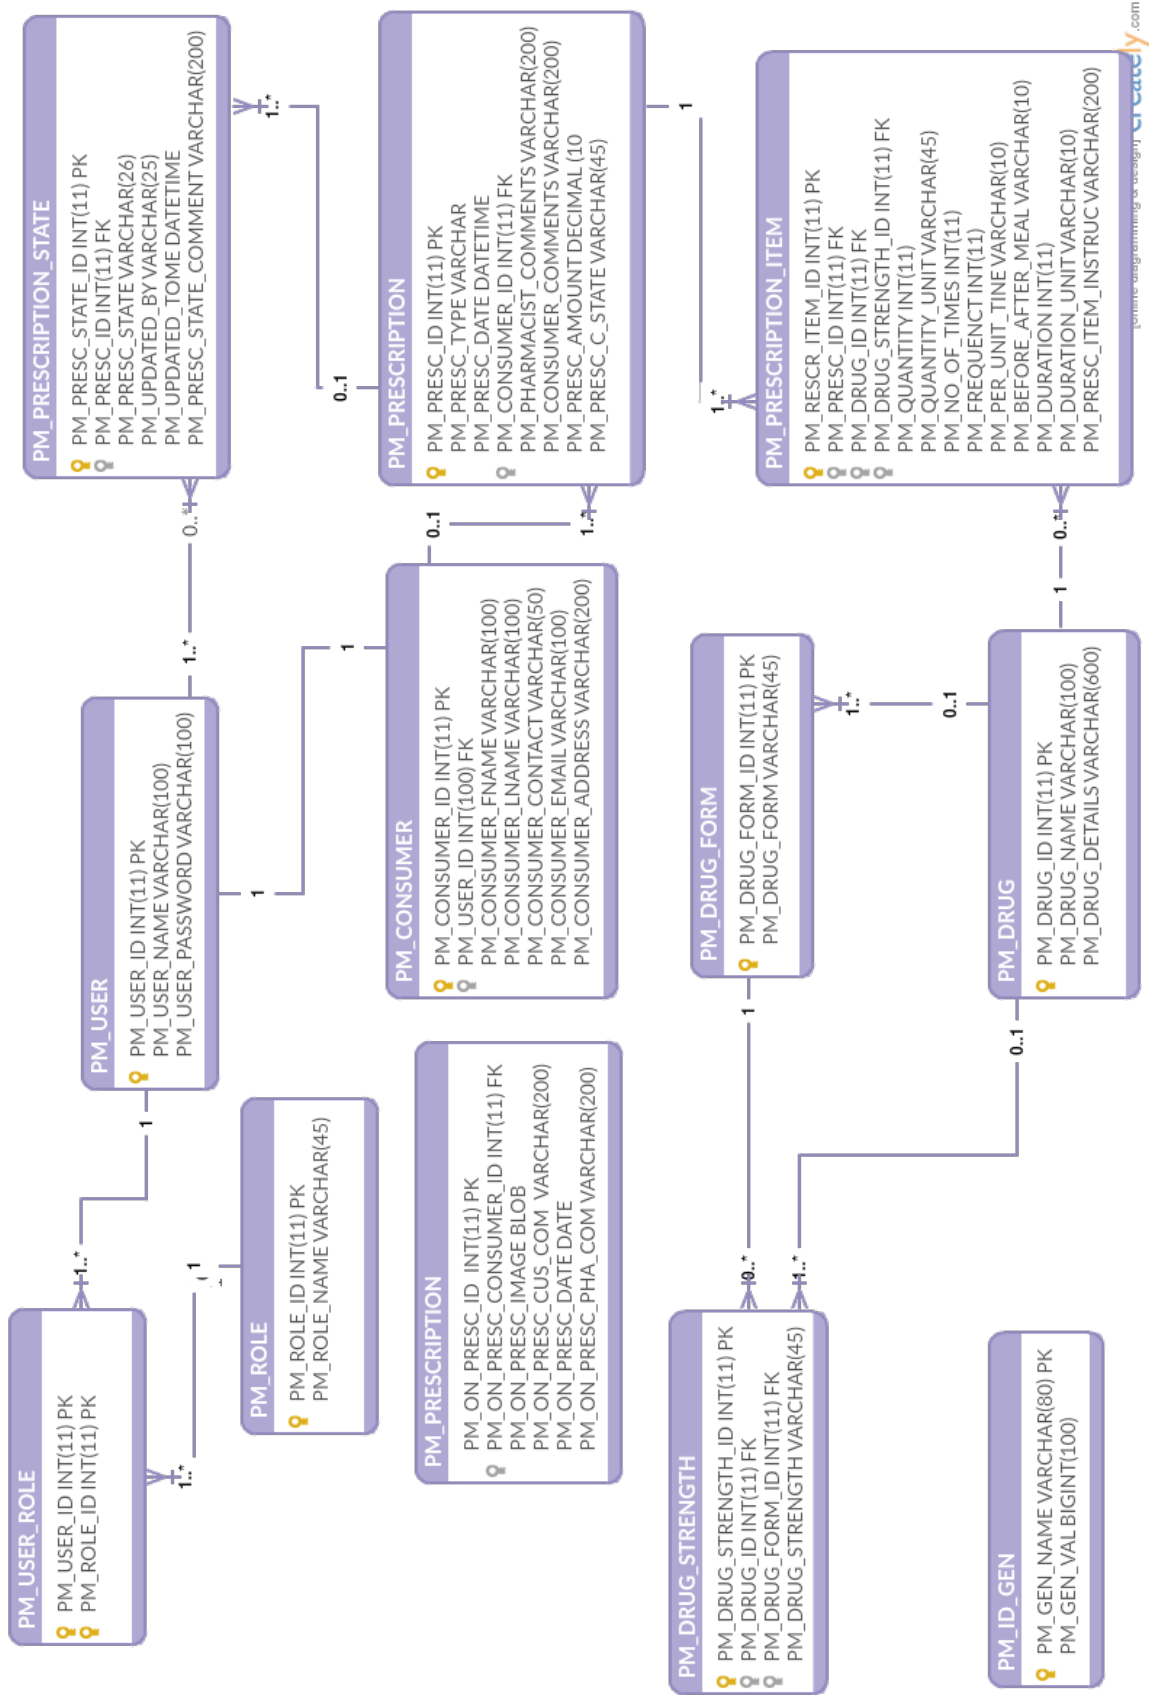 PM_USER_ROLE
PM_USER_ID INT(11) PK
PM_ROLE_ID INT(11) PK
1..*
1
PM_USER
PM_USER_ID INT(11) PK
PM_USER_NAME VARCHAR(100)
PM_USER_PASSWORD VARCHAR(100)
1..*
0..*
PM_PRESCRIPTION_STATE
PM_PRESC_STATE_ID INT(11) PK
PM_PRESC_ID INT(11) FK
PM_PRESC_STATE VARCHAR(26)
PM_UPDATED_BY VARCHAR(25)
PM_UPDATED_TOME DATETIME
PM_PRESC_STATE_COMMENT VARCHAR(200)
1..*
1
PM_ROLE
PM_ROLE_ID INT(11) PK
PM_ROLE_NAME VARCHAR(45)
1
1
1..*
0..1
PM_PRESCRIPTION
PM_ON_PRESC_ID INT(11) PK
PM_ON_PRESC_CONSUMER_ID INT(11) FK
PM_ON_PRESC_IMAGE BLOB
PM_ON_PRESC_CUS_COM VARCHAR(200)
PM_ON_PRESC_DATE DATE
PM_ON_PRESC_PHA_COM VARCHAR(200)
PM_CONSUMER
PM_CONSUMER_ID INT(11) PK
PM_USER_ID INT(100) FK
PM_CONSUMER_FNAME VARCHAR(100)
PM_CONSUMER_LNAME VARCHAR(100)
PM_CONSUMER_CONTACT VARCHAR(50)
PM_CONSUMER_EMAIL VARCHAR(100)
PM_CONSUMER_ADDRESS VARCHAR(200)
0..1
1..*
PM_PRESCRIPTION
PM_PRESC_ID INT(11) PK
PM_PRESC_TYPE VARCHAR
PM_PRESC_DATE DATETIME
PM_CONSUMER_ID INT(11) FK
PM_PHARMACIST_COMMENTS VARCHAR(200)
PM_CONSUMER_COMMENTS VARCHAR(200)
PM_PRESC_AMOUNT DECIMAL (10
PM_PRESC_C_STATE VARCHAR(45)
1
1..*
PM_DRUG_STRENGTH
PM_DRUG_STRENGTH_ID INT(11) PK
PM_DRUG_ID INT(11) FK
PM_DRUG_FORM_ID INT(11) FK
PM_DRUG_STRENGTH VARCHAR(45)
0..*
1
1..*
0..1
PM_DRUG_FORM
PM_DRUG_FORM_ID INT(11) PK
PM_DRUG_FORM VARCHAR(45)
1..*
0..1
PM_PRESCRIPTION_ITEM
PM_RESCR_ITEM_ID INT(11) PK
PM_PRESC_ID INT(11) FK
PM_DRUG_ID INT(11) FK
PM_DRUG_STRENGTH_ID INT(11) FK
PM_QUANTITY INT(11)
PM_QUANTITY_UNIT VARCHAR(45)
PM_NO_OF_TIMES INT(11)
PM_FREQUENCT INT(11)
PM_PER_UNIT_TINE VARCHAR(10)
PM_BEFORE_AFTER_MEAL VARCHAR(10)
PM_DURATION INT(11)
PM_DURATION_UNIT VARCHAR(10)
PM_PRESC_ITEM_INSTRUC VARCHAR(200)
PM_ID_GEN
PM_GEN_NAME VARCHAR(80) PK
PM_GEN_VAL BIGINT(100)
PM_DRUG
PM_DRUG_ID INT(11) PK
PM_DRUG_NAME VARCHAR(100)
PM_DRUG_DETAILS VARCHAR(600)
1
0..*
[online diagramming & design] creately.com